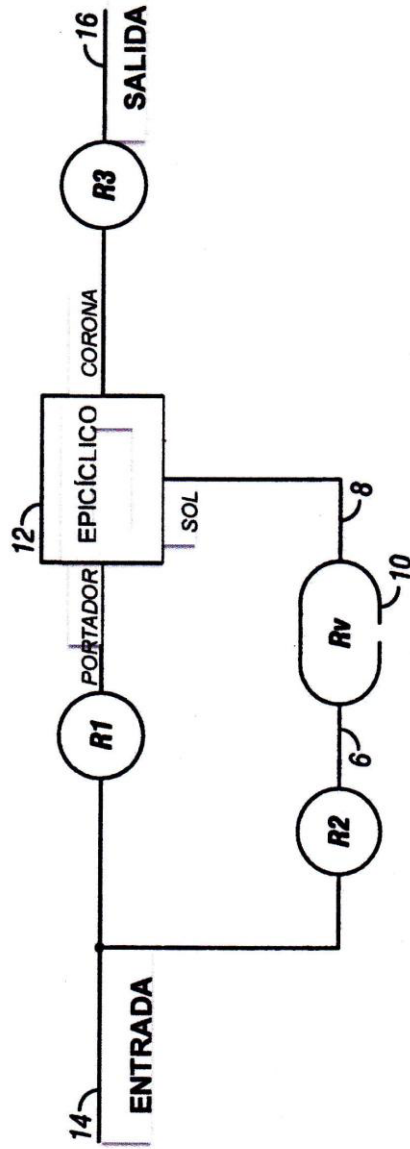 14
ENTRADA
R1
PORTADOR
12
EPICÍCLICO
SOL
CORONA
R3
16
SALIDA
R2
6
Rv
10
8